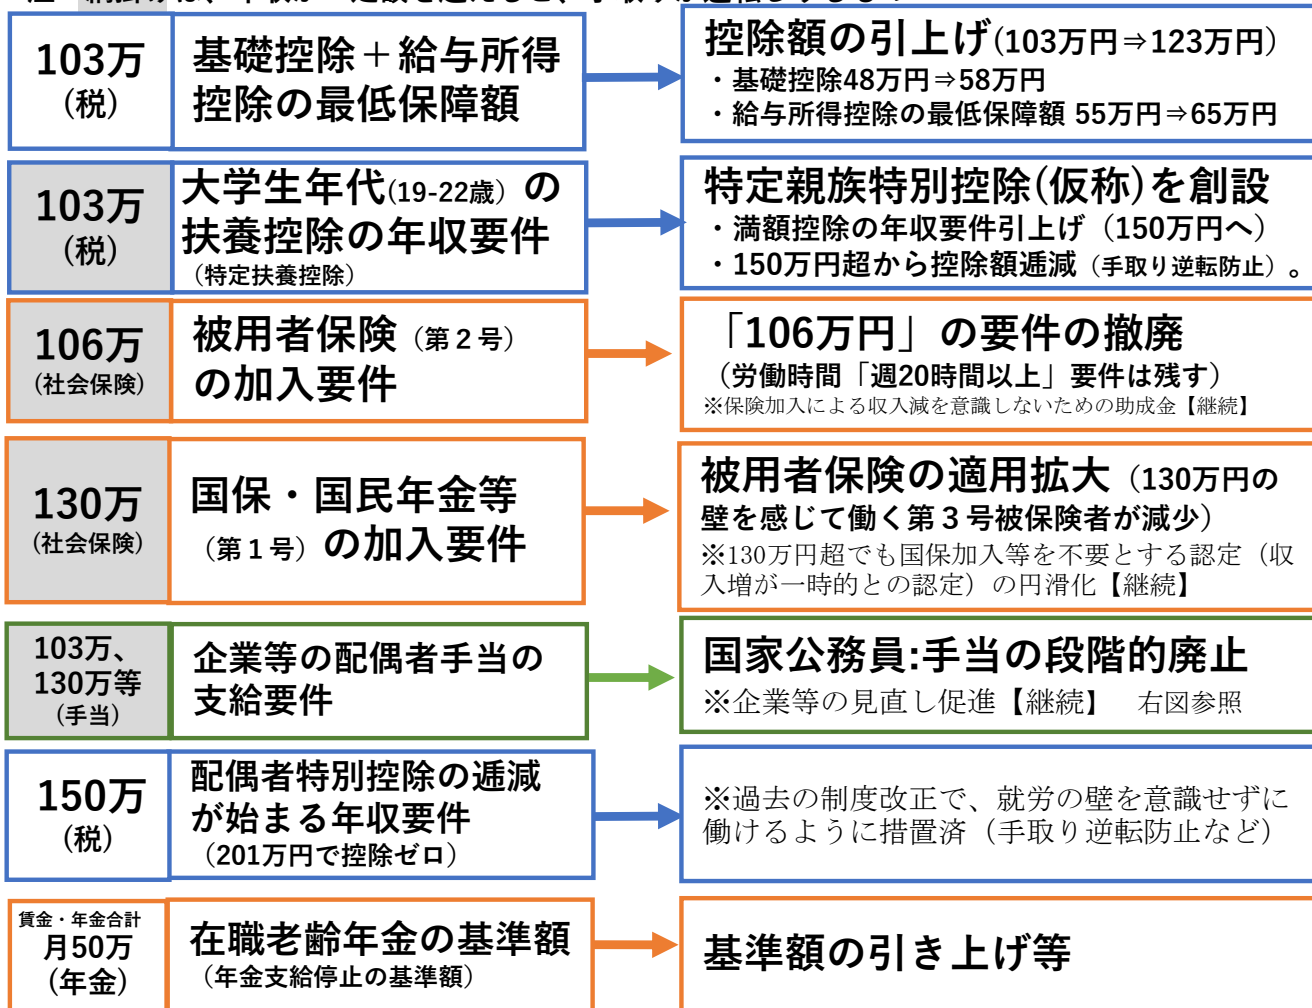 103万
(税)
基礎控除＋給与所得
控除の最低保障額
控除額の引上げ(103万円⇒123万円)
・基礎控除48万円⇒58万円
・給与所得控除の最低保障額 55万円⇒65万円
103万
(税)
大学生年代(19-22歳）の
扶養控除の年収要件
（特定扶養控除）
特定親族特別控除(仮称)を創設
・満額控除の年収要件引上げ（150万円へ）
・150万円超から控除額逓減（手取り逆転防止）。
106万
(社会保険)
被用者保険（第２号）
の加入要件
「106万円」の要件の撤廃
（労働時間「週20時間以上」要件は残す）
※保険加入による収入減を意識しないための助成金【継続】
130万
(社会保険)
国保・国民年金等
（第１号）の加入要件
被用者保険の適用拡大（130万円の
壁を感じて働く第３号被保険者が減少）
※130万円超でも国保加入等を不要とする認定（収
入増が一時的との認定）の円滑化【継続】
103万、
130万等
(手当)
企業等の配偶者手当の
支給要件
国家公務員:手当の段階的廃止
※企業等の見直し促進【継続】　右図参照
150万
(税)
配偶者特別控除の逓減
が始まる年収要件
（201万円で控除ゼロ）
※過去の制度改正で、就労の壁を意識せずに
働けるように措置済（手取り逆転防止など）
賃金・年金合計
月50万
(年金)
在職老齢年金の基準額
（年金支給停止の基準額）
基準額の引き上げ等